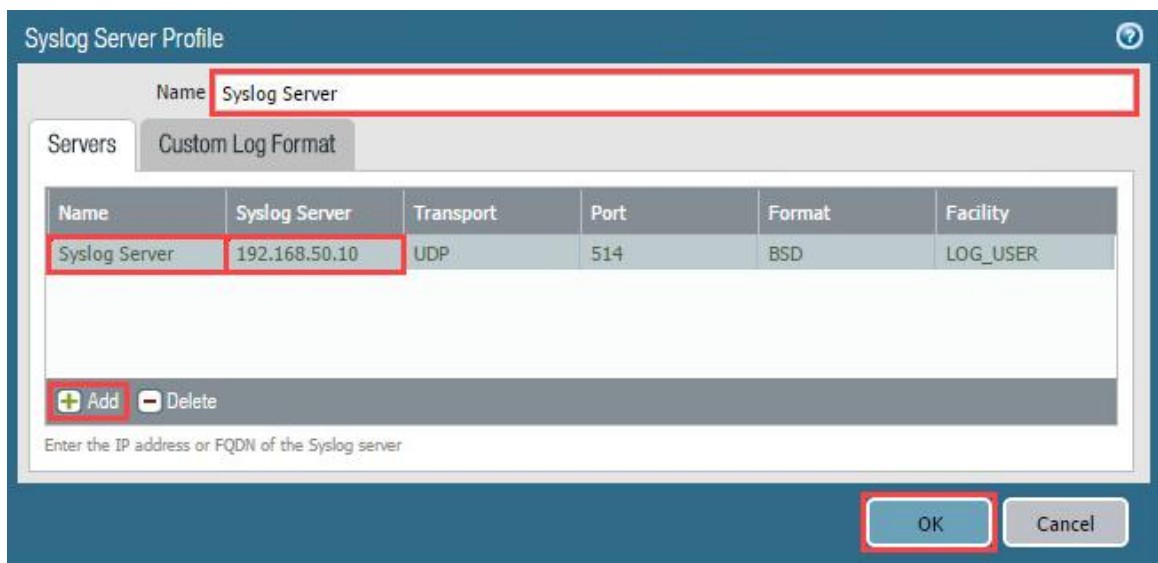 Syslog Server Profile
Name Syslog Server
Servers Custom Log Format
Name Syslog Server Transport Port Format Facility
Syslog Server 192.168.50.10 UDP 514 BSD LOG_USER
Add Delete
Enter the IP address or FQDN of the Syslog server
OK Cancel